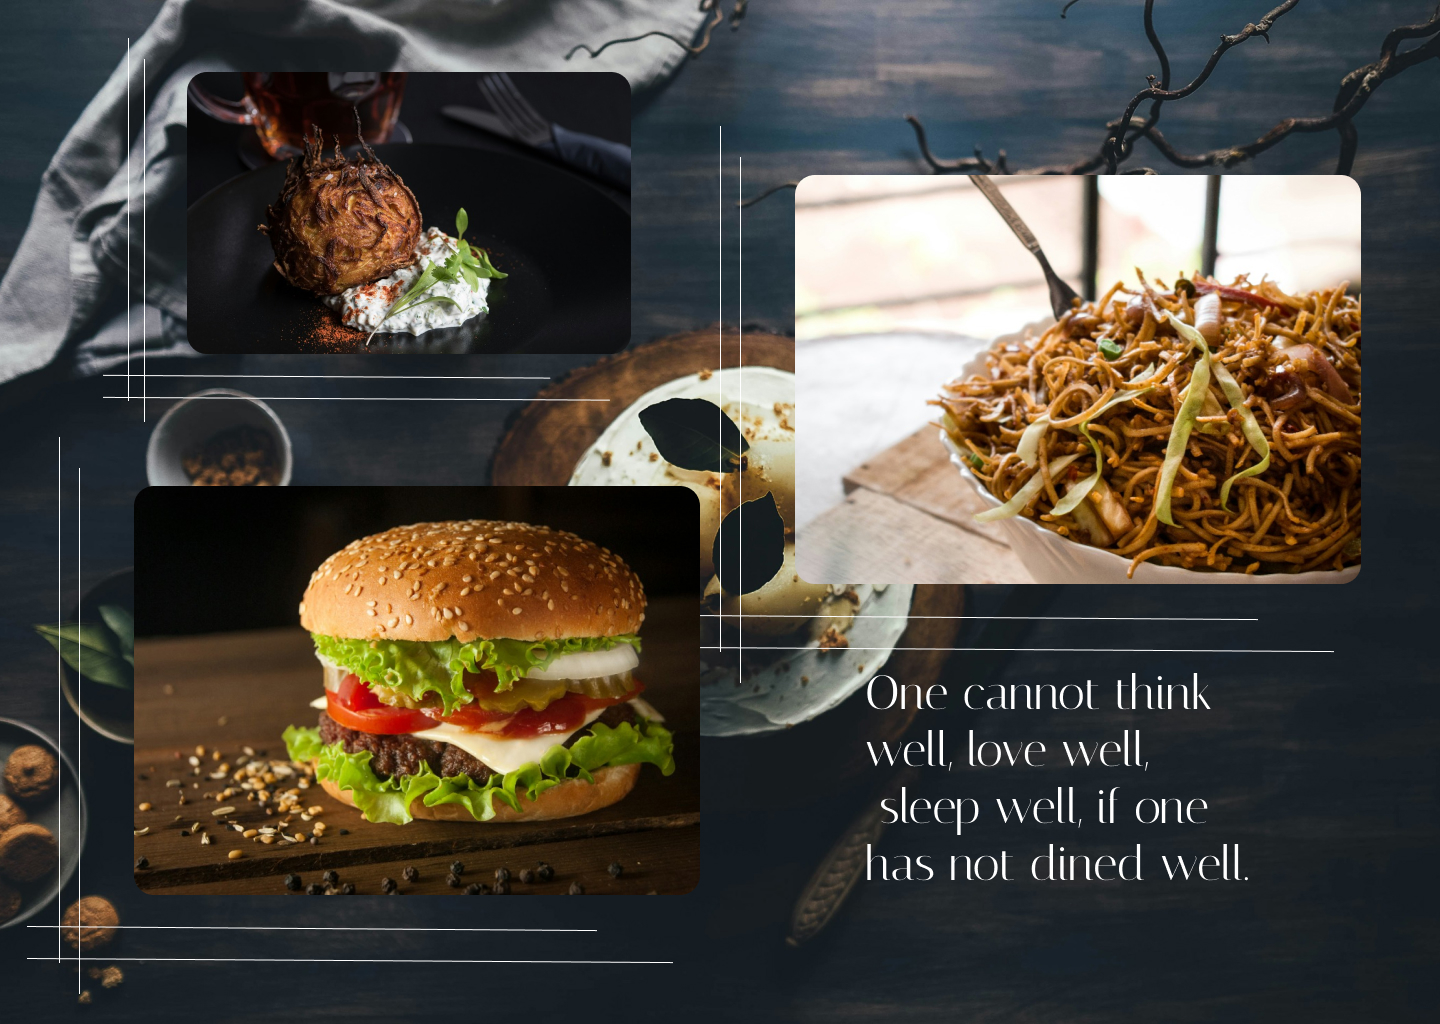 One cannot think
well, love well,
sleep well, if one
has not dined well.